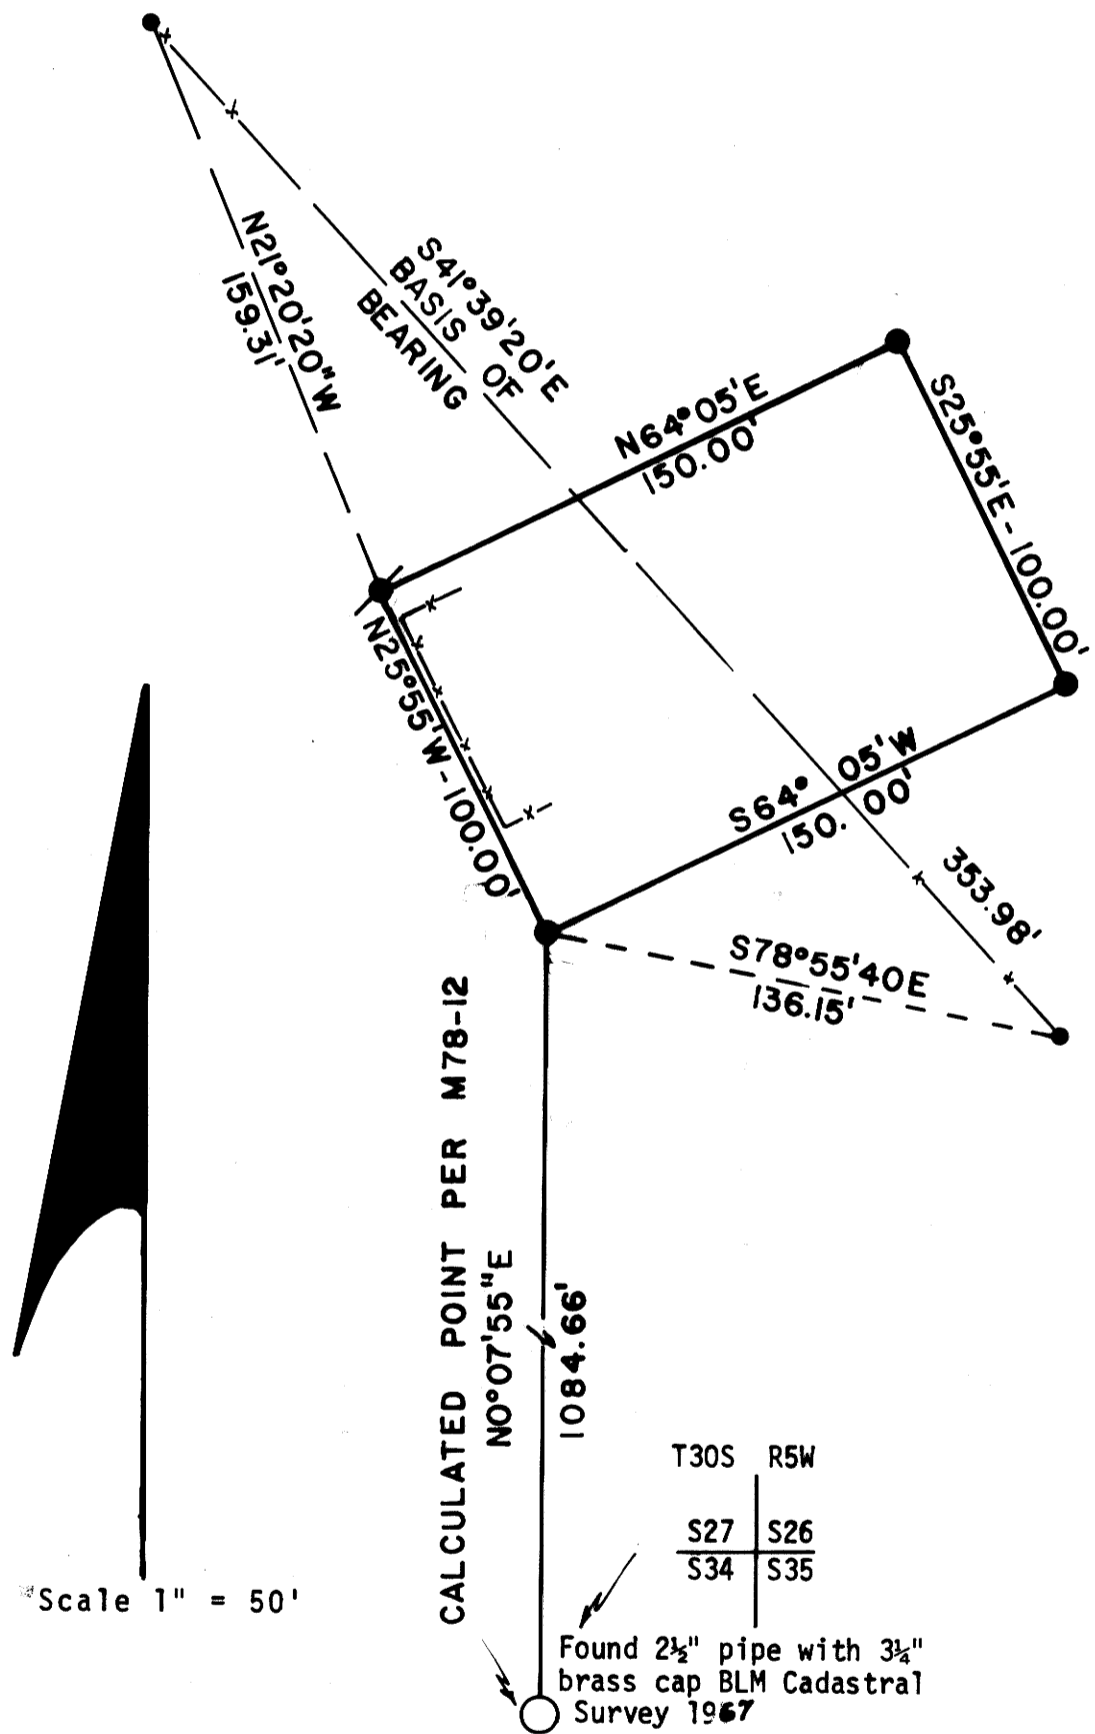 N21°20'20"W
159.31'
S41°39'20'E
BASIS OF
BEARING
N64°05'E
150.00'
S25°55'E - 100.00'
N25°55'W - 100.00'
S64° 05'W
150. 00'
353.98'
S78°55'40E
136.15'
CALCULATED POINT PER M78-12
N0°07'55"E
1084.66'
T30S R5W
S27 S26
S34 S35
Scale 1" = 50'
Found 2½" pipe with 3¼"
brass cap BLM Cadastral
Survey 1967